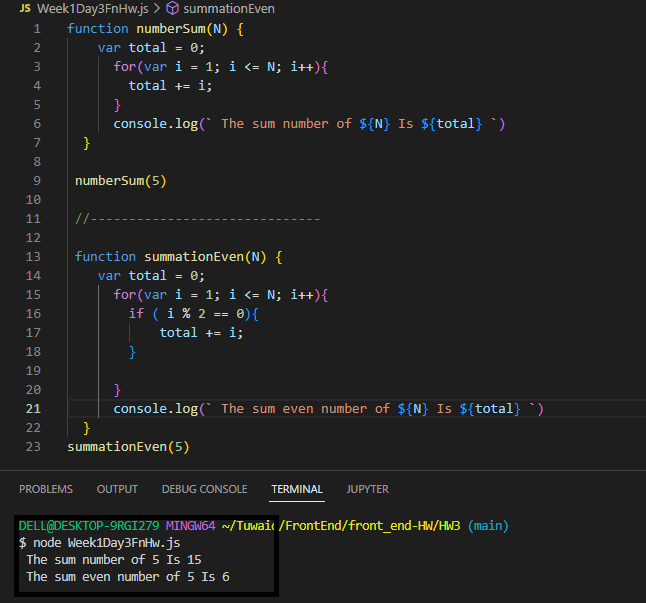 JS Week1Day3FnHw.js > summationEven
1 function numberSum(N) {
2 var total = 0;
3 for(var i = 1; i <= N; i++){
4 total += i;
5 }
6 console.log(` The sum number of ${N} Is ${total} `)
7 }
8
9 numberSum(5)
10
11 //------------------------------
12
13 function summationEven(N) {
14 var total = 0;
15 for(var i = 1; i <= N; i++){
16 if ( i % 2 == 0){
17 total += i;
18 }
19
20 }
21 console.log(` The sum even number of ${N} Is ${total} `)
22 }
23 summationEven(5)
PROBLEMS OUTPUT DEBUG CONSOLE TERMINAL JUPYTER
DELL@DESKTOP-9RGI279 MINGW64 ~/Tuwaic/FrontEnd/front_end-HW/HW3 (main)
$ node Week1Day3FnHw.js
The sum number of 5 Is 15
The sum even number of 5 Is 6